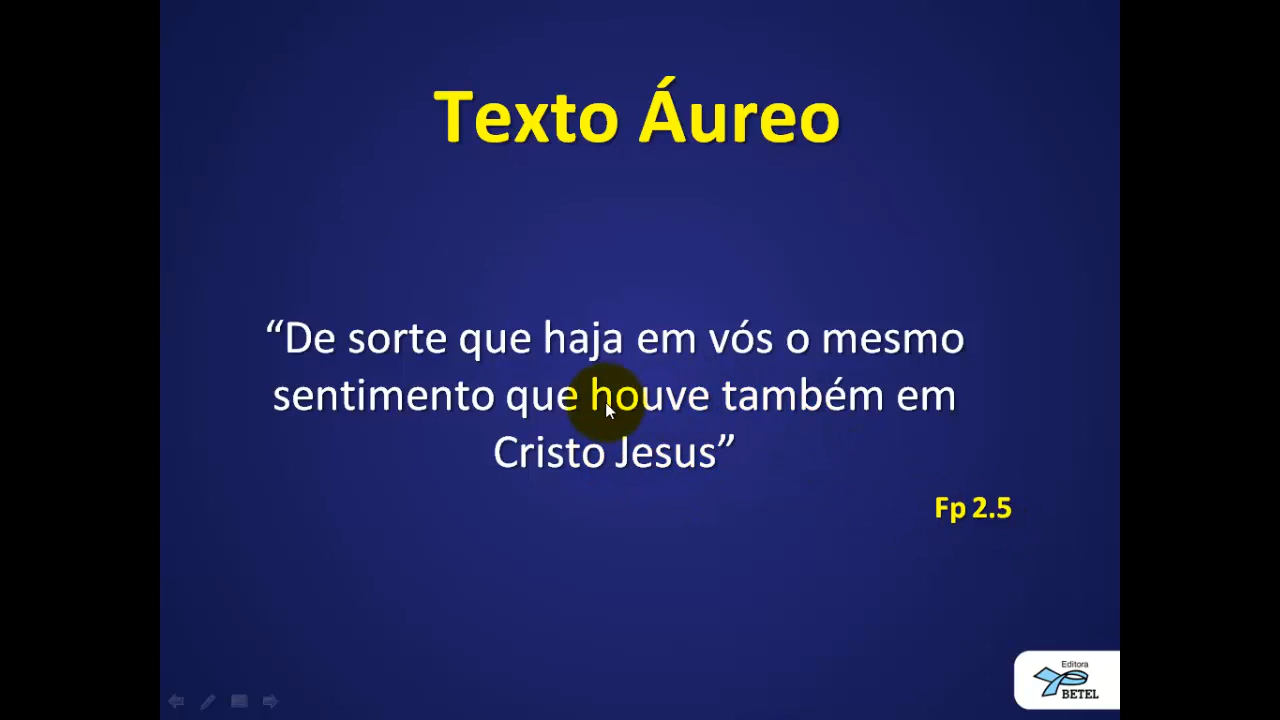 Texto Áureo
“De sorte que haja em vós o mesmo
sentimento que houve também em
Cristo Jesus”
Fp 2.5
Editora
BETEL